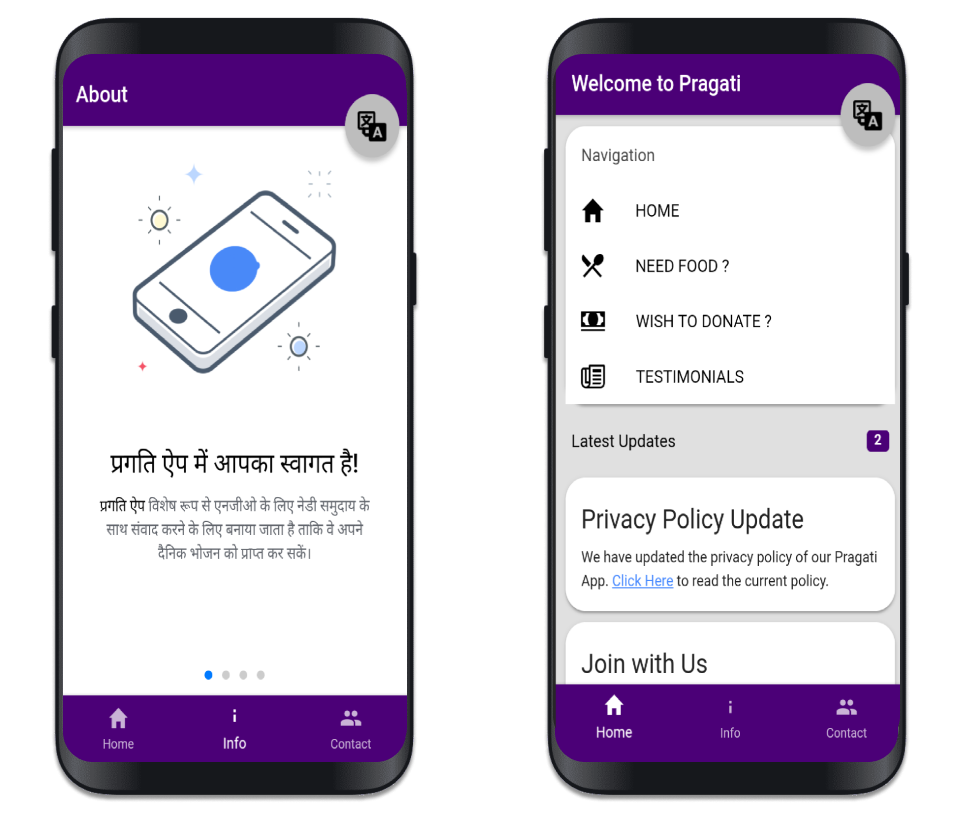 About
प्रगति ऐप में आपका स्वागत है!
प्रगति ऐप विशेष रूप से एनजीओ के लिए नेडी समुदाय के
साथ संवाद करने के लिए बनाया जाता है ताकि वे अपने
दैनिक भोजन को प्राप्त कर सकें।
Home
Info
Contact
Welcome to Pragati
Navigation
HOME
NEED FOOD ?
WISH TO DONATE ?
TESTIMONIALS
Latest Updates
2
Privacy Policy Update
We have updated the privacy policy of our Pragati
App. Click Here to read the current policy.
Join with Us
Home
Info
Contact